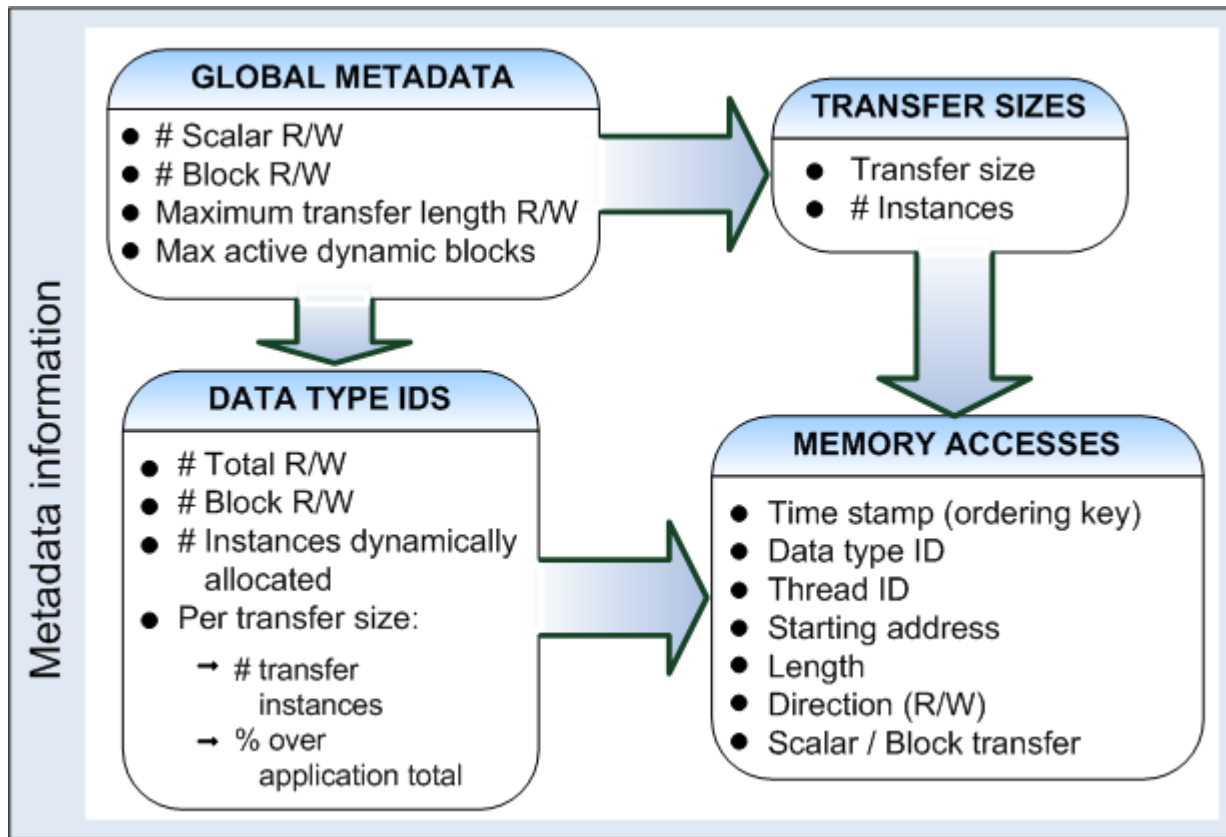 Metadata information
GLOBAL METADATA
● # Scalar R/W
● # Block R/W
● Maximum transfer length R/W
● Max active dynamic blocks
TRANSFER SIZES
● Transfer size
● # Instances
DATA TYPE IDS
● # Total R/W
● # Block R/W
● # Instances dynamically
allocated
● Per transfer size:
→ # transfer
instances
→ % over
application total
MEMORY ACCESSES
● Time stamp (ordering key)
● Data type ID
● Thread ID
● Starting address
● Length
● Direction (R/W)
● Scalar / Block transfer